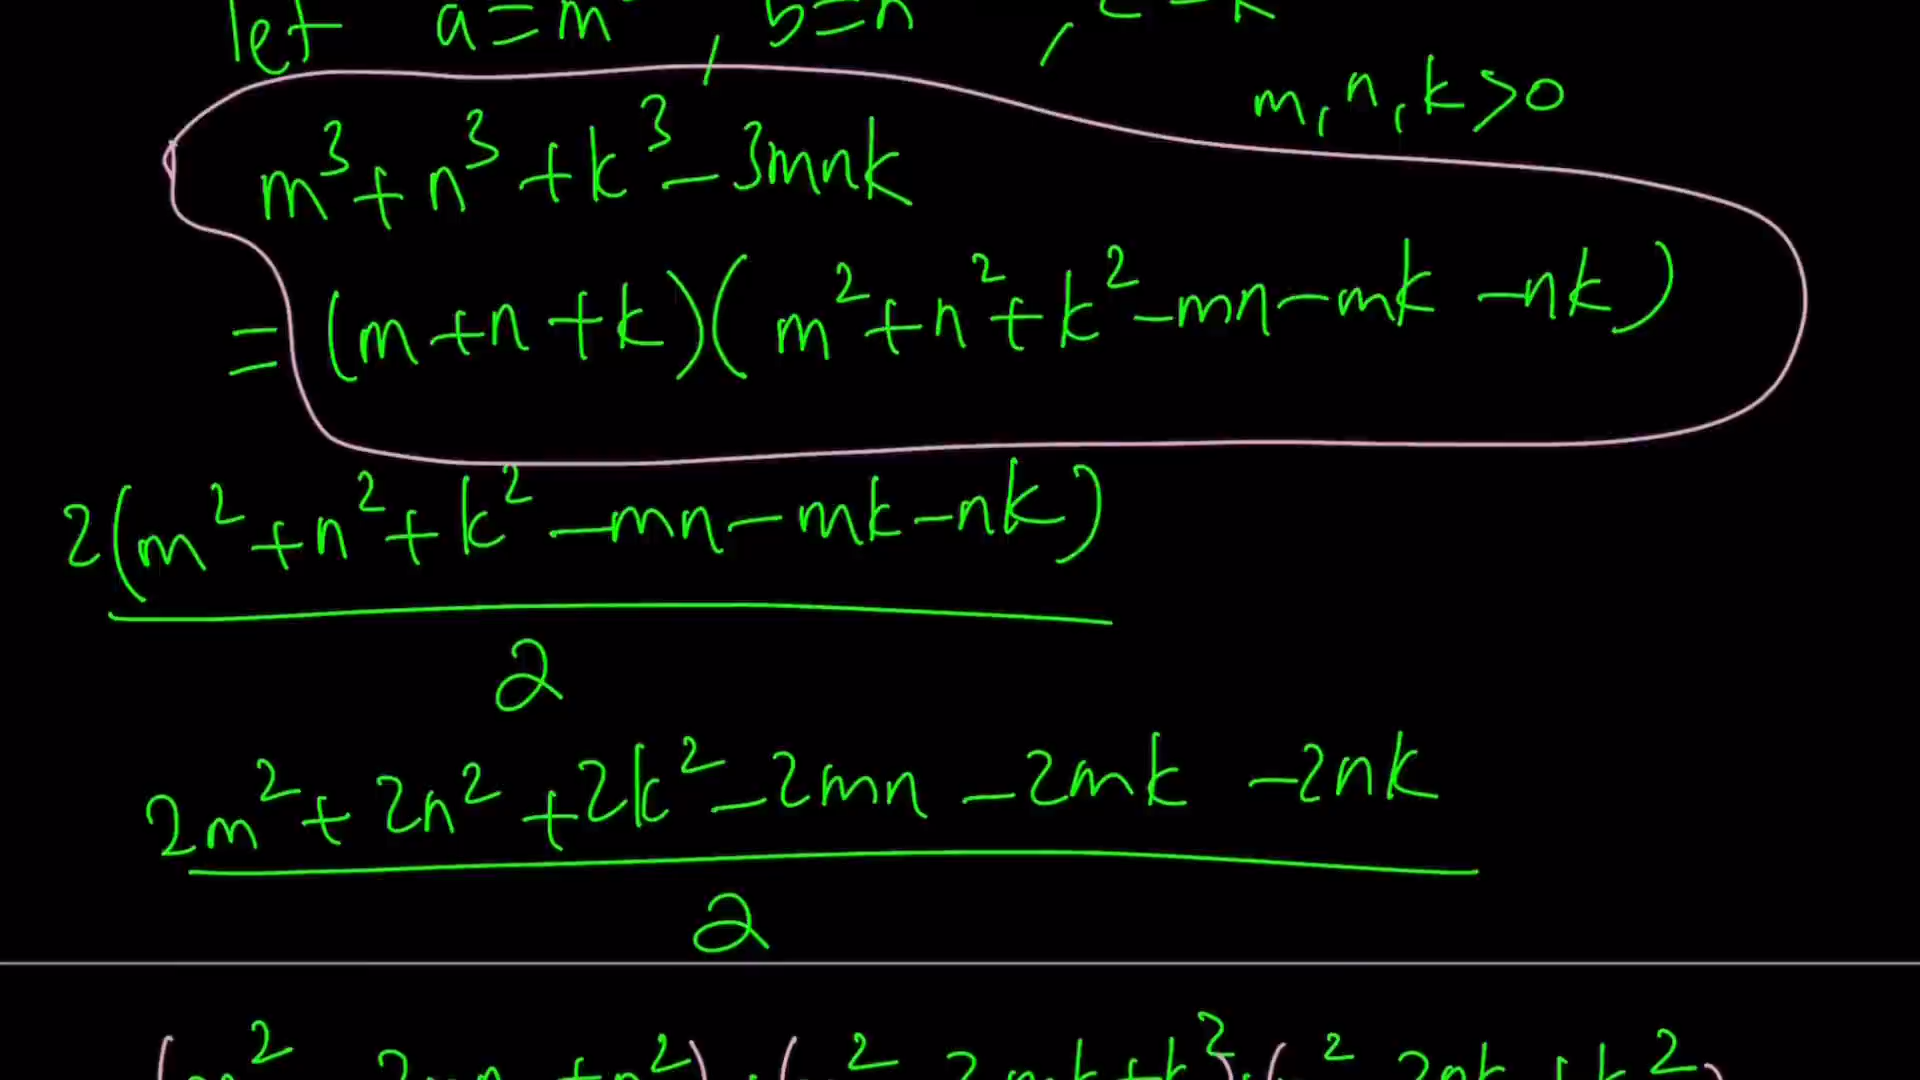 let a=m , b=n ,
m, n, k>0
m³+n³+k³-3mnk
= (m+n+k)(m²+n²+k²-mn-mk-nk)
2(m²+n²+k²-mn-mk-nk)
2
2m²+2n²+2k²-2mn-2mk-2nk
2